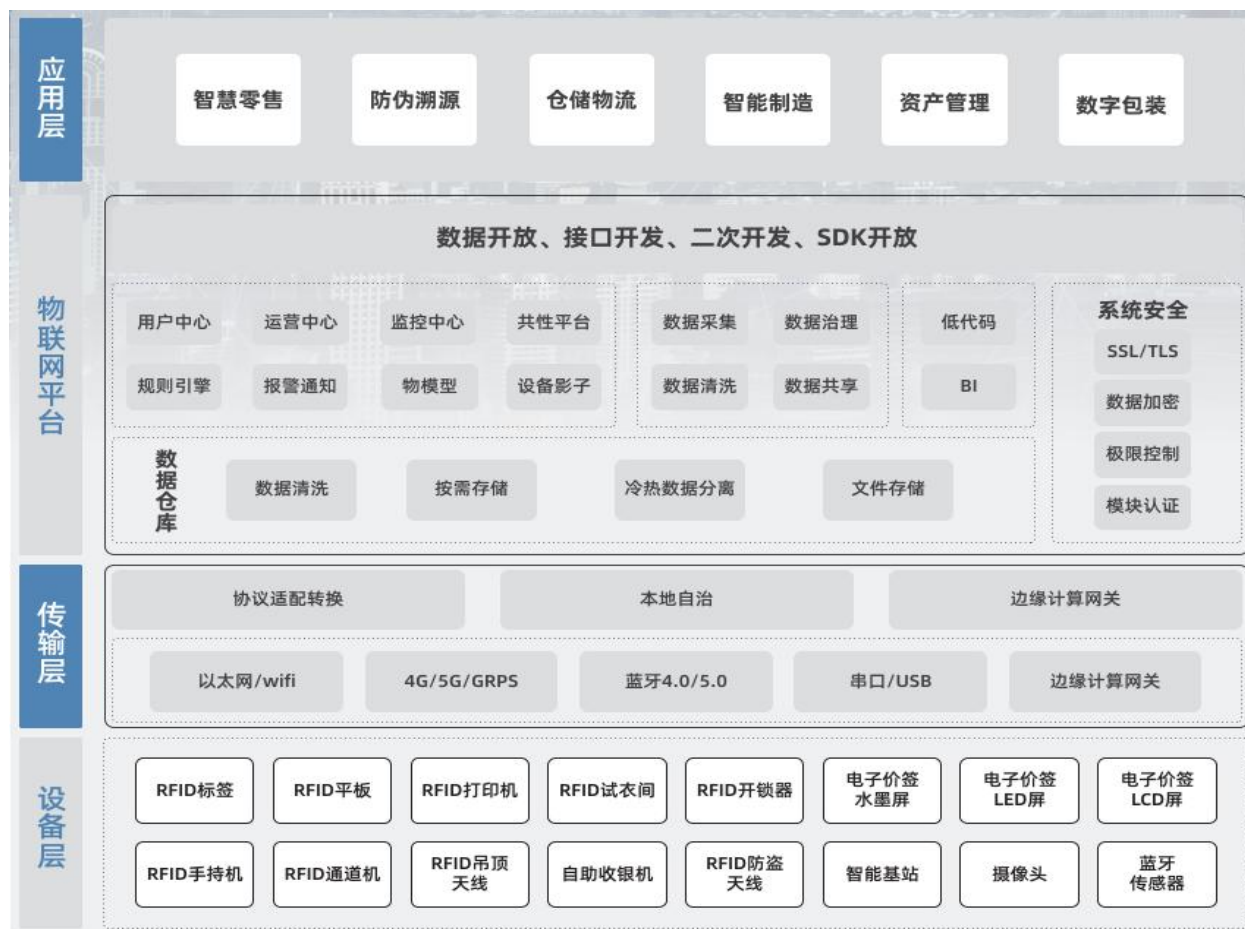 应用层
智慧零售
防伪溯源
仓储物流
智能制造
资产管理
数字包装
物联网平台
数据开放、接口开发、二次开发、SDK开放
用户中心
运营中心
监控中心
共性平台
规则引擎
报警通知
物模型
设备影子
数据采集
数据治理
数据清洗
数据共享
低代码
BI
系统安全
SSL/TLS
数据加密
极限控制
模块认证
数据仓库
数据清洗
按需存储
冷热数据分离
文件存储
传输层
协议适配转换
本地自治
边缘计算网关
以太网/wifi
4G/5G/GRPS
蓝牙4.0/5.0
串口/USB
边缘计算网关
设备层
RFID标签
RFID平板
RFID打印机
RFID试衣间
RFID开锁器
电子价签
水墨屏
电子价签
LED屏
电子价签
LCD屏
RFID手持机
RFID通道机
RFID吊顶
天线
自助收银机
RFID防盗
天线
智能基站
摄像头
蓝牙
传感器